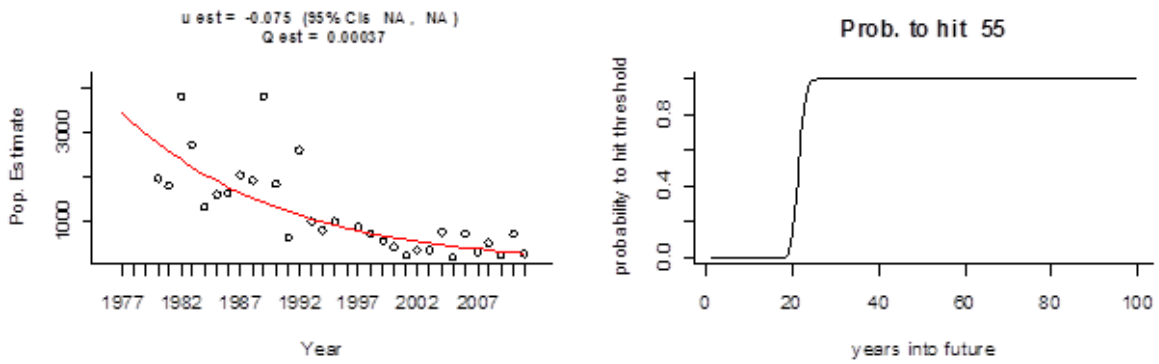 u est = -0.075 (95% CIs NA, NA)
Q est = 0.00037
Pop. Estimate
3000
1000
1977 1982 1987 1992 1997 2002 2007
Year
Prob. to hit 55
probability to hit threshold
0.8
0.4
0.0
0 20 40 60 80 100
years into future